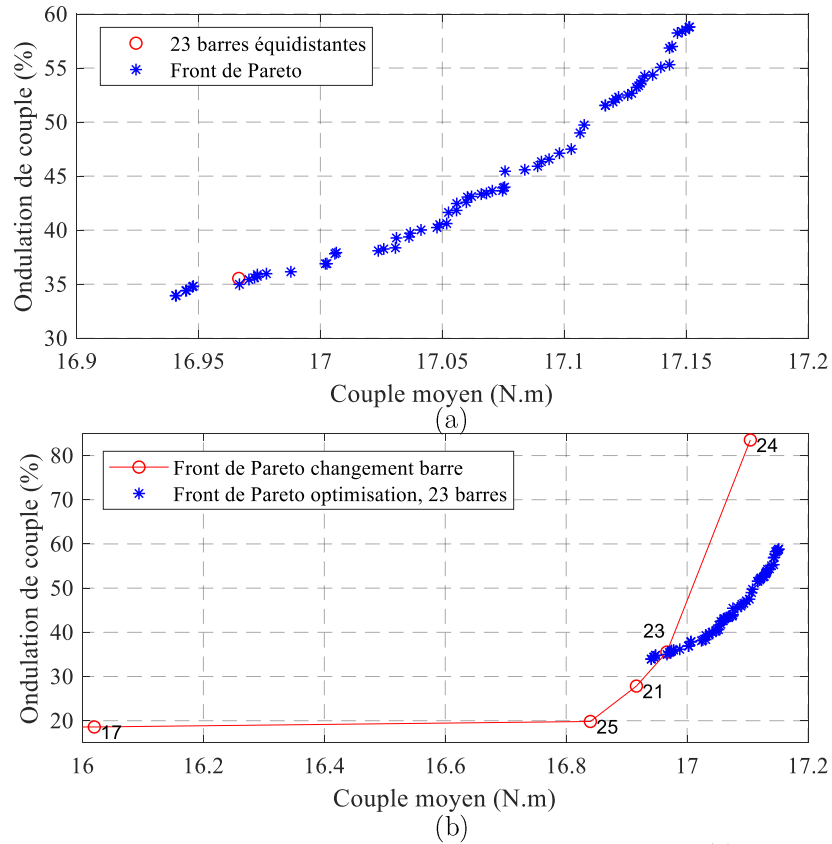 60
55
50
45
40
35
30
Ondulation de couple (%)
23 barres équidistantes
Front de Pareto
16.9 16.95 17 17.05 17.1 17.15 17.2
Couple moyen (N.m)
(a)
80
70
60
50
40
30
20
Ondulation de couple (%)
Front de Pareto changement barre
Front de Pareto optimisation, 23 barres
24
23
21
25
17
16 16.2 16.4 16.6 16.8 17 17.2
Couple moyen (N.m)
(b)